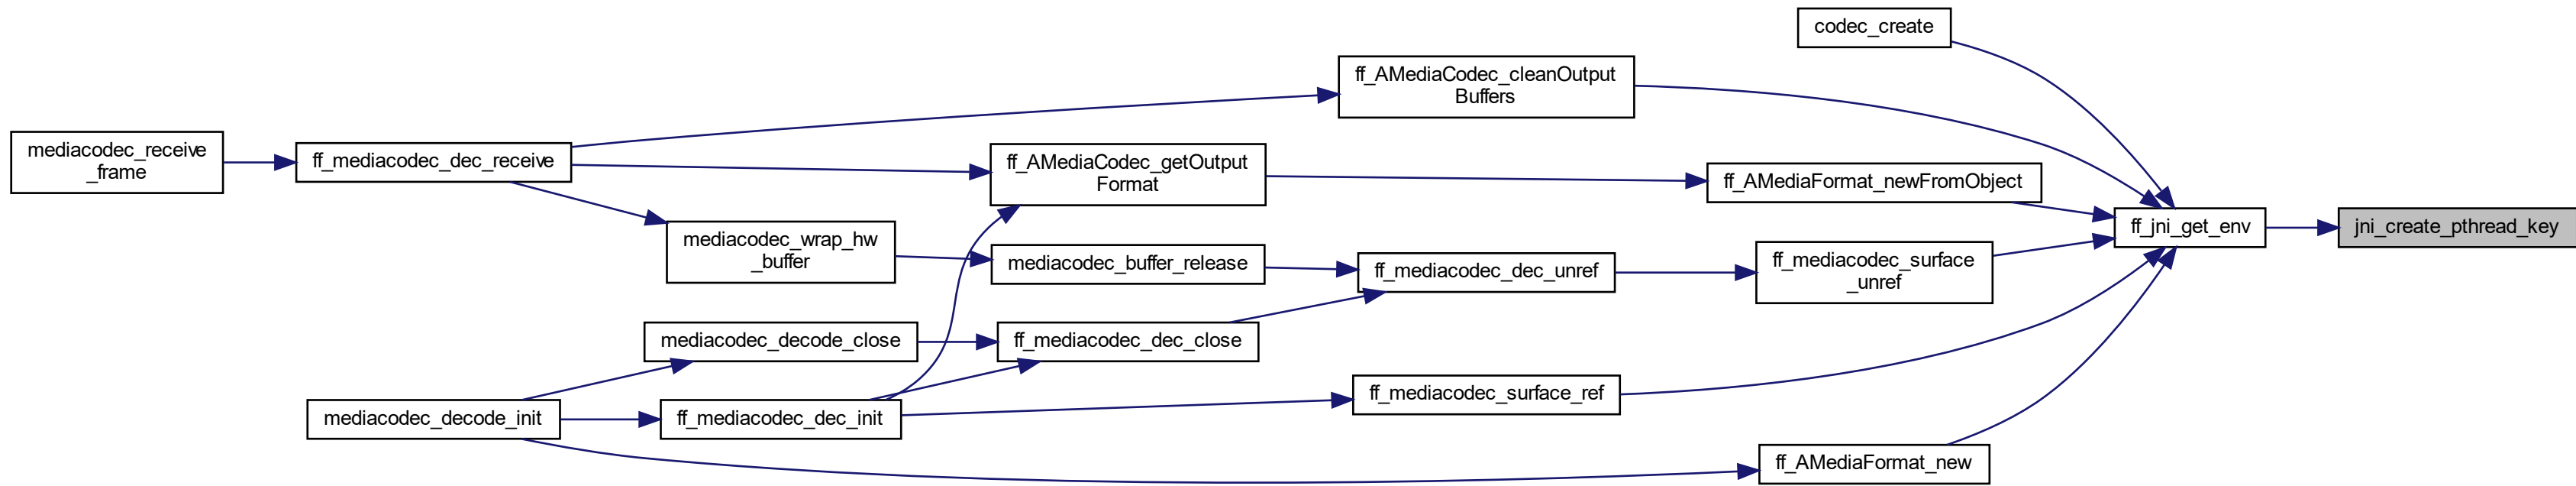 codec_create
ff_AMediaCodec_cleanOutput
Buffers
mediacodec_receive
_frame
ff_mediacodec_dec_receive
ff_AMediaCodec_getOutput
Format
ff_AMediaFormat_newFromObject
ff_jni_get_env
jni_create_pthread_key
mediacodec_wrap_hw
_buffer
mediacodec_buffer_release
ff_mediacodec_dec_unref
ff_mediacodec_surface
_unref
mediacodec_decode_close
ff_mediacodec_dec_close
mediacodec_decode_init
ff_mediacodec_dec_init
ff_mediacodec_surface_ref
ff_AMediaFormat_new